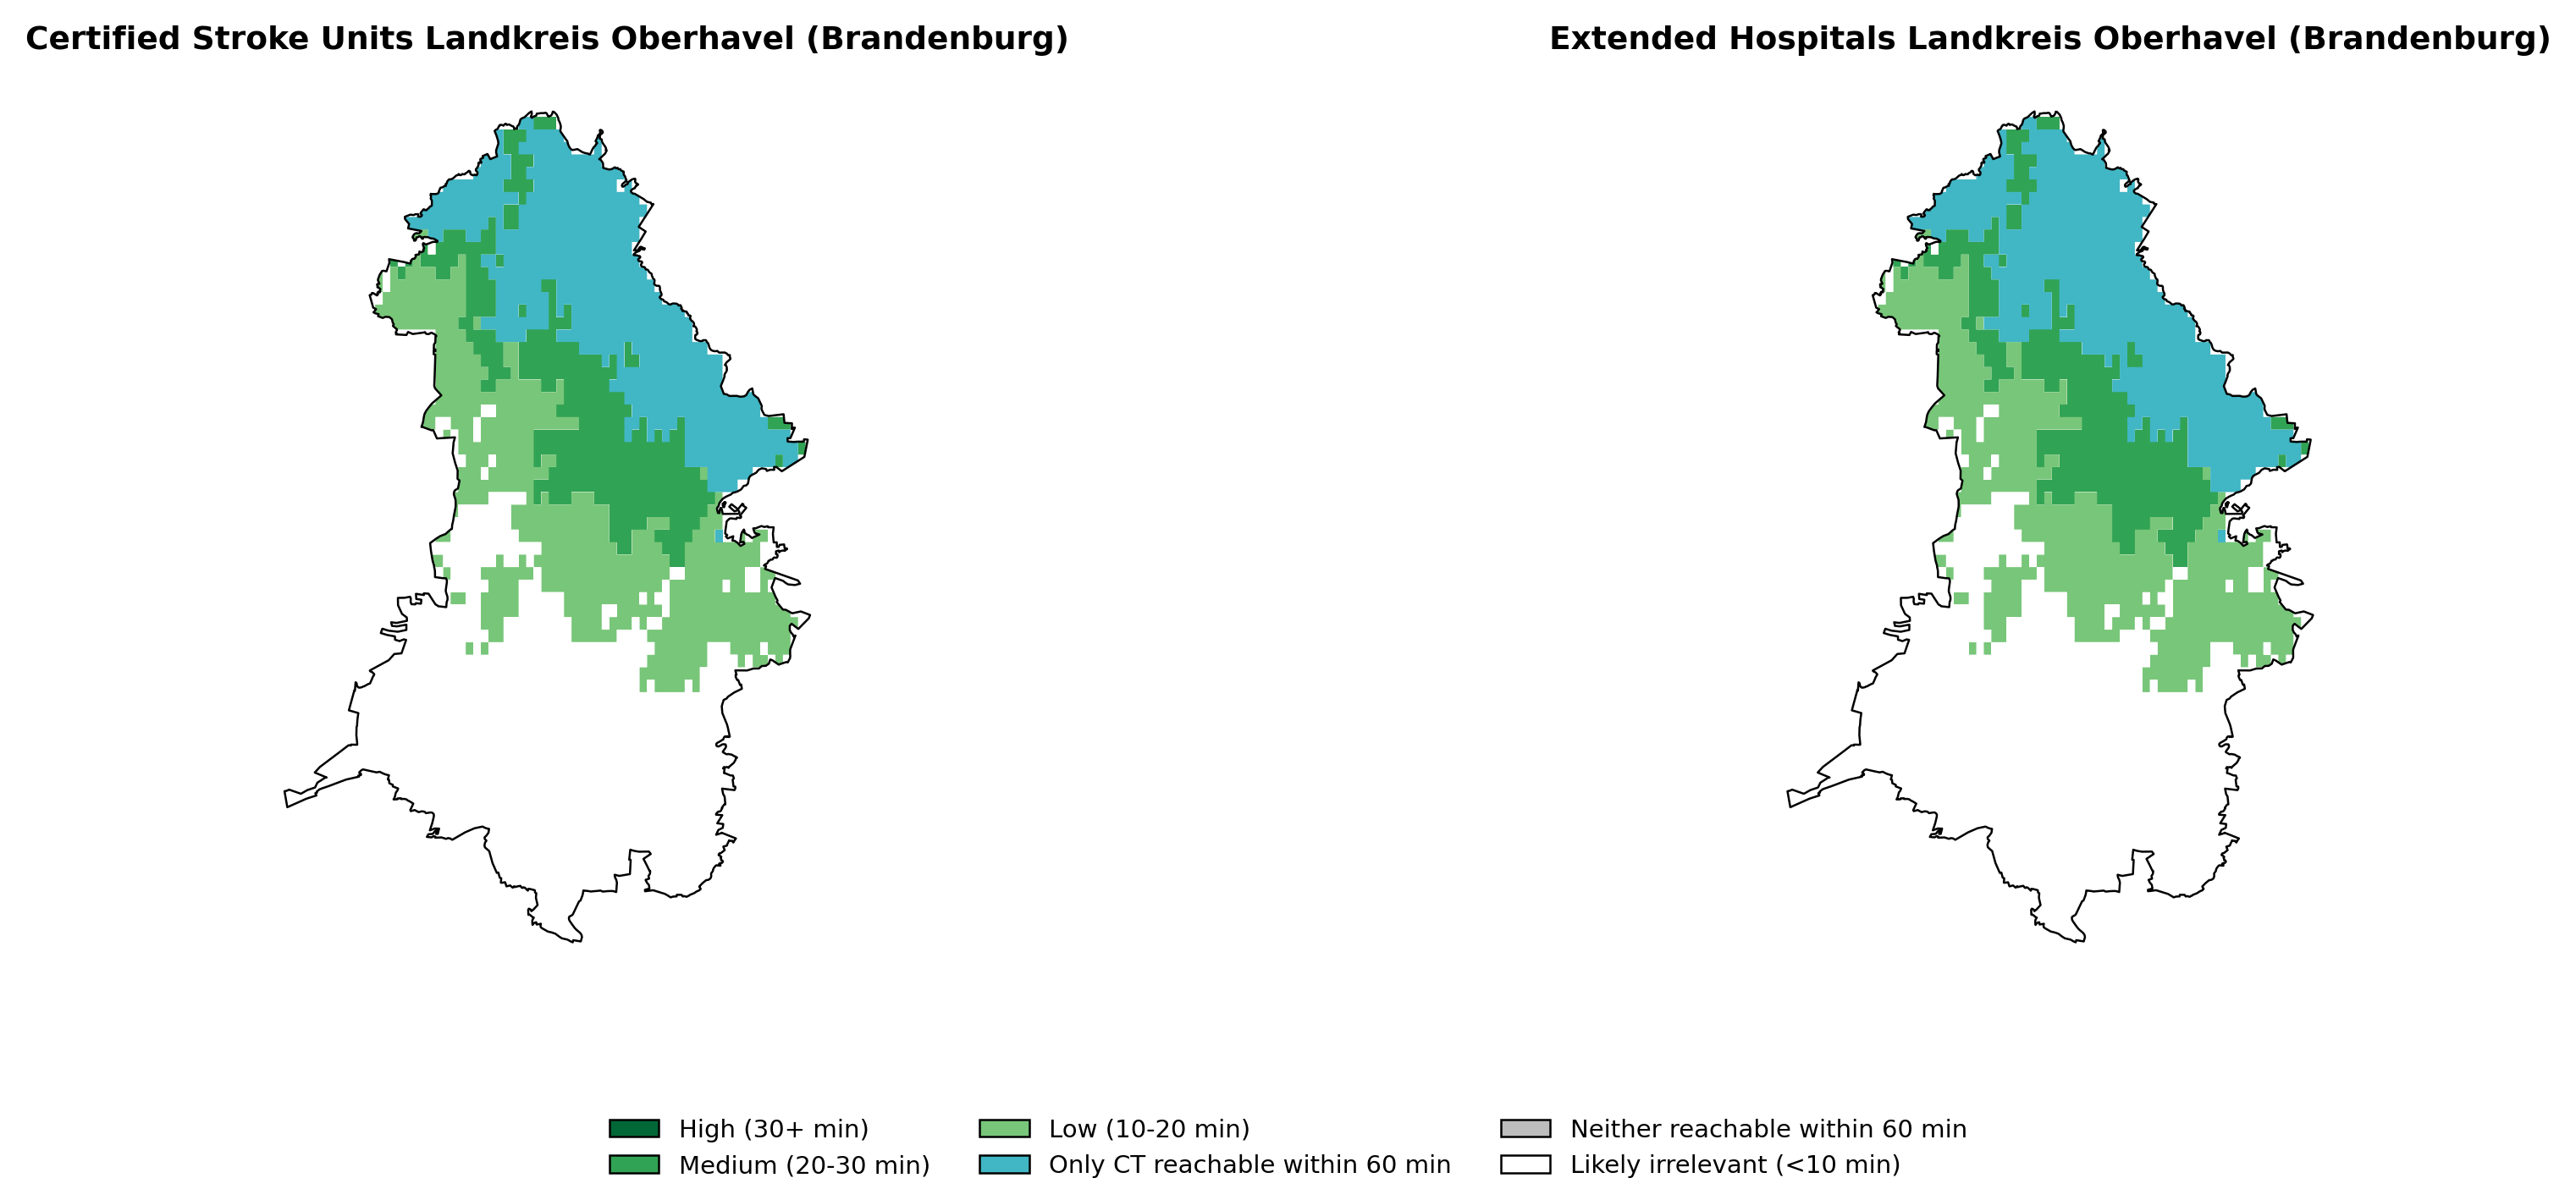 Certified Stroke Units Landkreis Oberhavel (Brandenburg)
Extended Hospitals Landkreis Oberhavel (Brandenburg)
High (30+ min)
Medium (20-30 min)
Low (10-20 min)
Only CT reachable within 60 min
Neither reachable within 60 min
Likely irrelevant (<10 min)